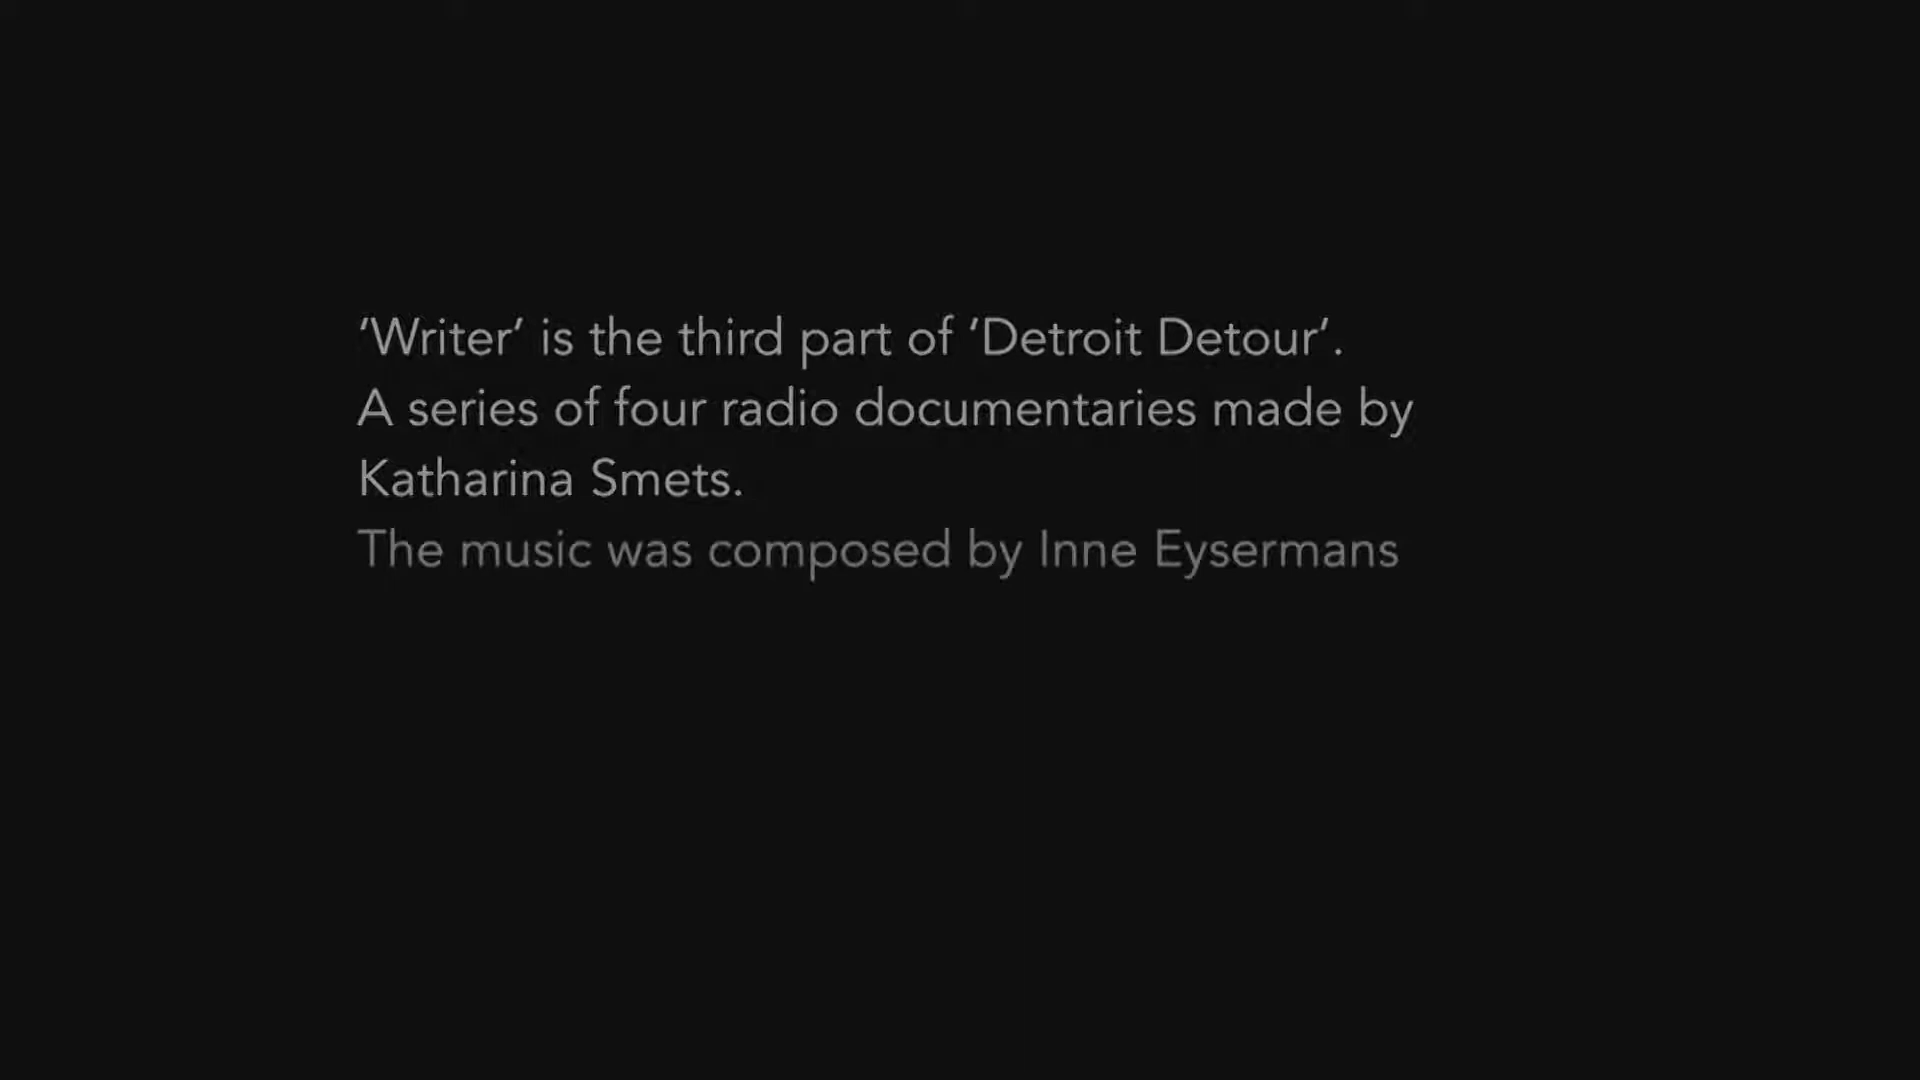 ‘Writer’ is the third part of ‘Detroit Detour’.
A series of four radio documentaries made by
Katharina Smets.
The music was composed by Inne Eysermans